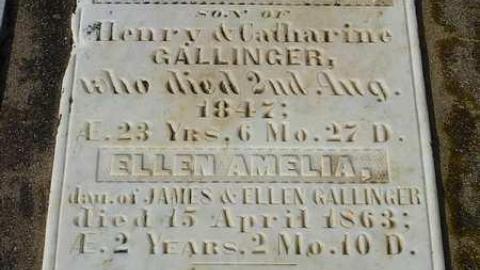 SON OF
Henry & Catharine
GALLINGER,
who died 2nd Aug.
1847;
Æ. 23 Yrs. 6 Mo. 27 D.
ELLEN AMELIA,
dau. of JAMES & ELLEN GALLINGER
died 15 April 1863;
Æ. 2 Years. 2 Mo. 10 D.